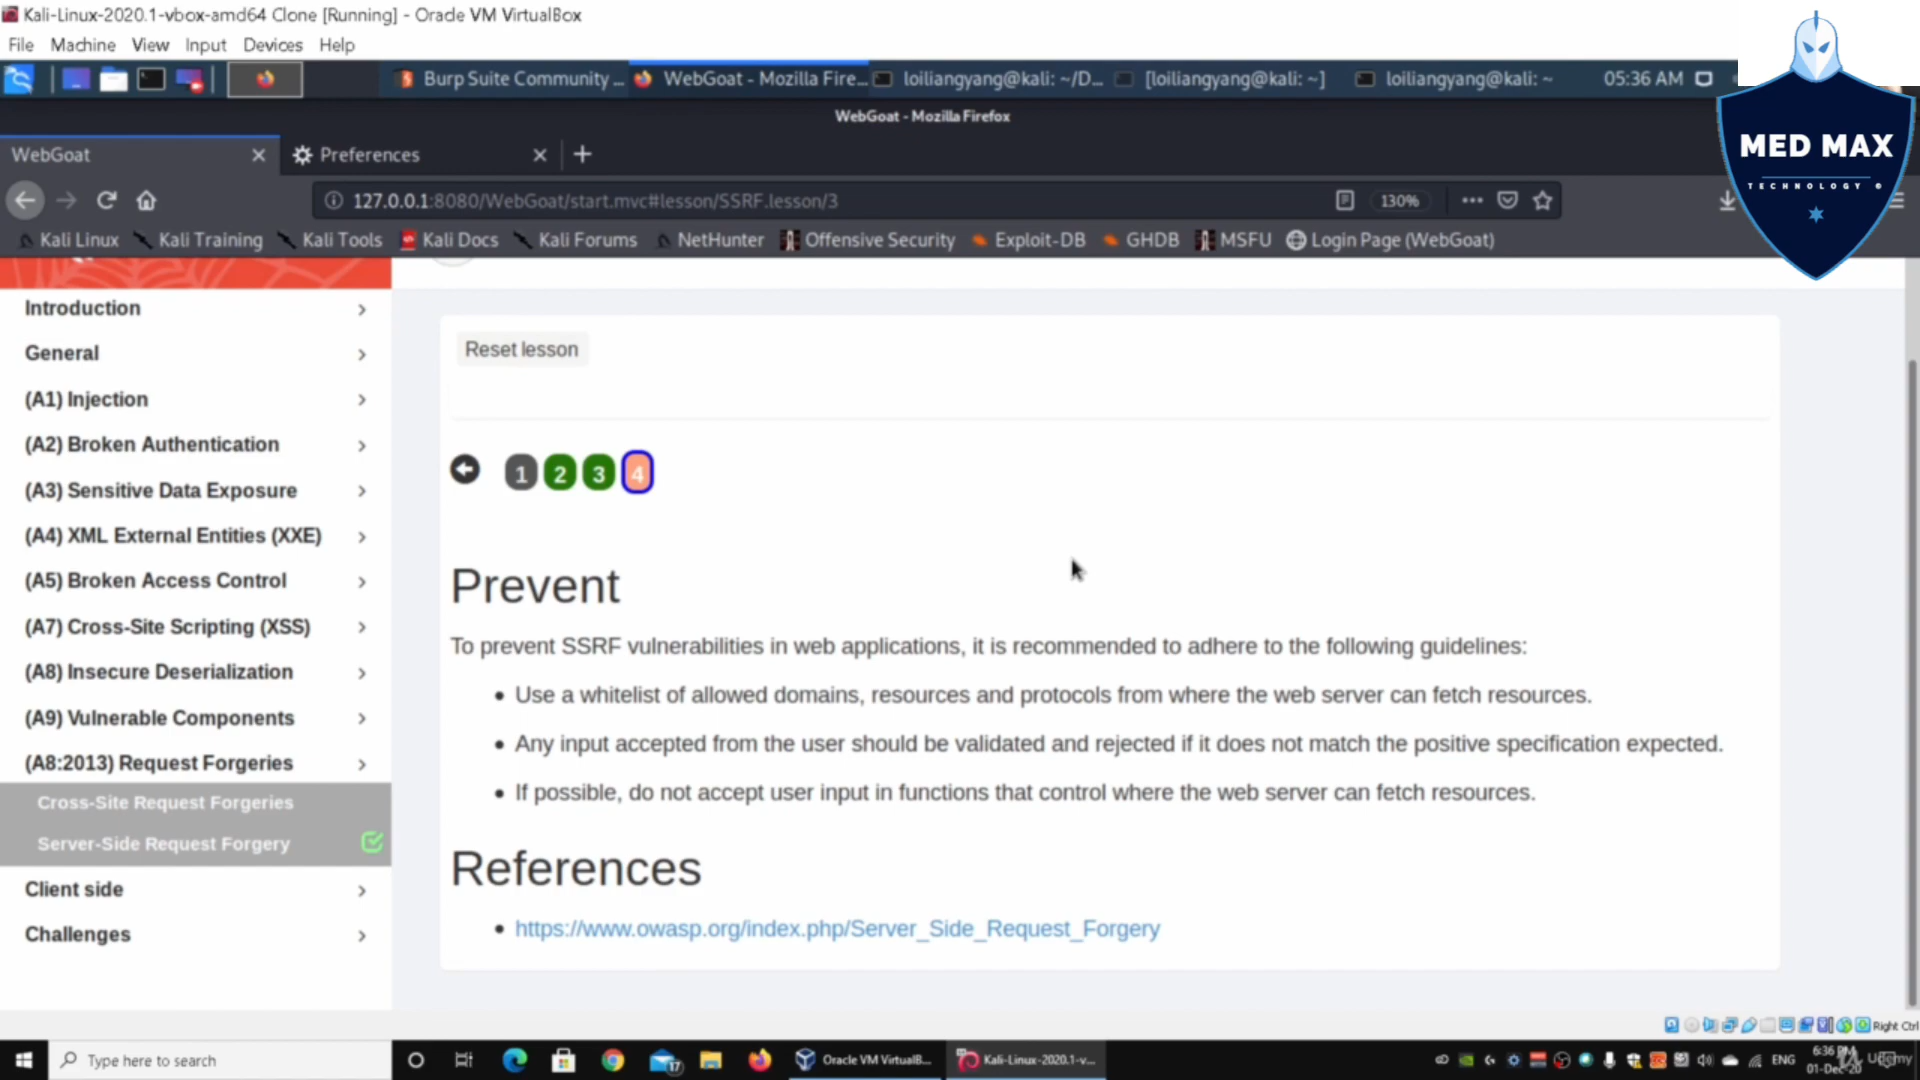 Kali-Linux-2020.1-vbox-amd64 Clone [Running] - Oracle VM VirtualBox
File Machine View Input Devices Help
Burp Suite Community ... WebGoat - Mozilla Fire... loiliangyang@kali: ~/D... [loiliangyang@kali: ~] loiliangyang@kali: ~ 05:36 AM
WebGoat - Mozilla Firefox
WebGoat Preferences
127.0.0.1:8080/WebGoat/start.mvc#lesson/SSRF.lesson/3 130%
Kali Linux Kali Training Kali Tools Kali Docs Kali Forums NetHunter Offensive Security Exploit-DB GHDB MSFU Login Page (WebGoat)
MED MAX
TECHNOLOGY
Introduction
General
(A1) Injection
(A2) Broken Authentication
(A3) Sensitive Data Exposure
(A4) XML External Entities (XXE)
(A5) Broken Access Control
(A7) Cross-Site Scripting (XSS)
(A8) Insecure Deserialization
(A9) Vulnerable Components
(A8:2013) Request Forgeries
Cross-Site Request Forgeries
Server-Side Request Forgery
Client side
Challenges
Reset lesson
1 2 3 4
Prevent
To prevent SSRF vulnerabilities in web applications, it is recommended to adhere to the following guidelines:
• Use a whitelist of allowed domains, resources and protocols from where the web server can fetch resources.
• Any input accepted from the user should be validated and rejected if it does not match the positive specification expected.
• If possible, do not accept user input in functions that control where the web server can fetch resources.
References
• https://www.owasp.org/index.php/Server_Side_Request_Forgery
Right Ctrl
Type here to search 17 Oracle VM VirtualB... Kali-Linux-2020.1-v... ENG 6:36 PM